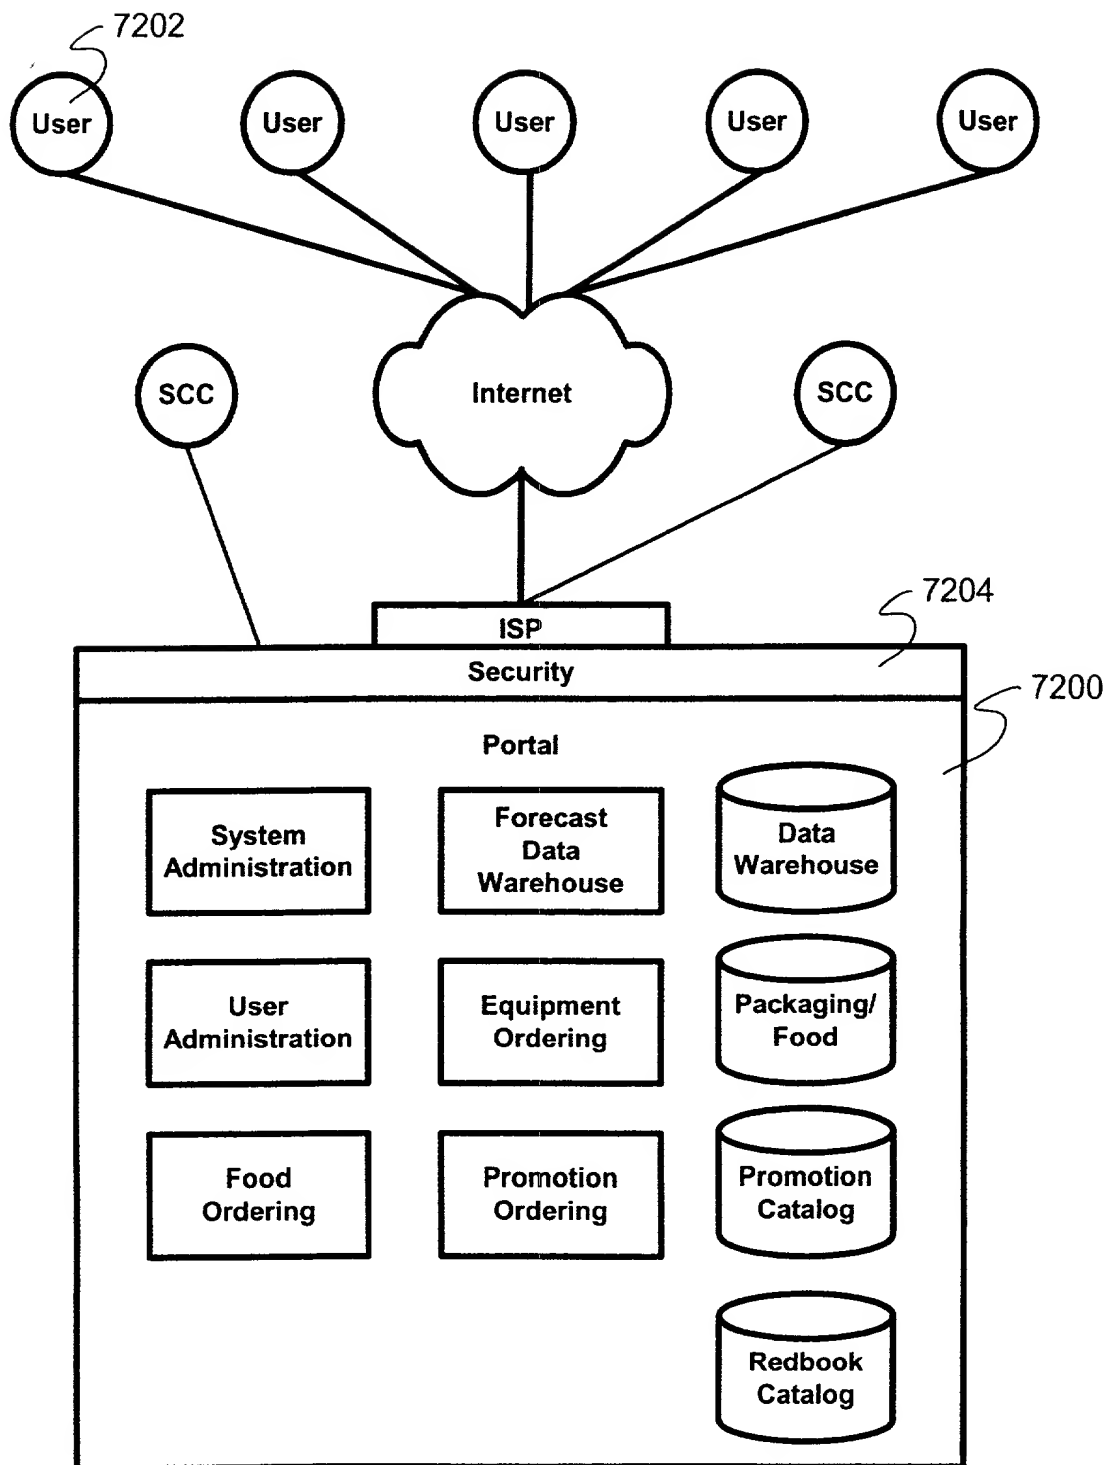 7202
User
User
User
User
User
SCC
Internet
SCC
ISP
7204
Security
7200
Portal
System
Administration
Forecast
Data
Warehouse
Data
Warehouse
User
Administration
Equipment
Ordering
Packaging/
Food
Food
Ordering
Promotion
Ordering
Promotion
Catalog
Redbook
Catalog